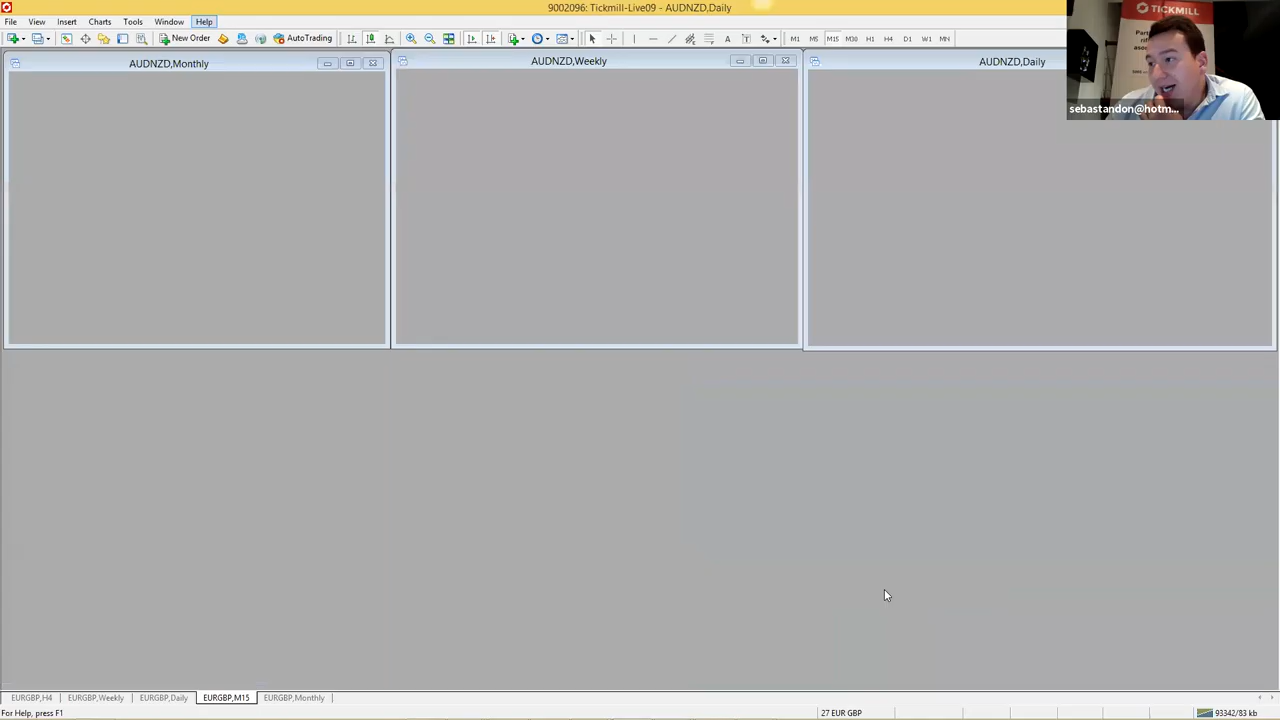 9002096: Tickmill-Live09 - AUDNZD,Daily
File View Insert Charts Tools Window Help
New Order AutoTrading M1 M5 M15 M30 H1 H4 D1 W1 MN
TICKMILL
sebastandon@hotm...
AUDNZD,Monthly
AUDNZD,Weekly
AUDNZD,Daily
EURGBP,H4 EURGBP,Weekly EURGBP,Daily EURGBP,M15 EURGBP,Monthly
For Help, press F1
27 EUR GBP
93342/83 kb